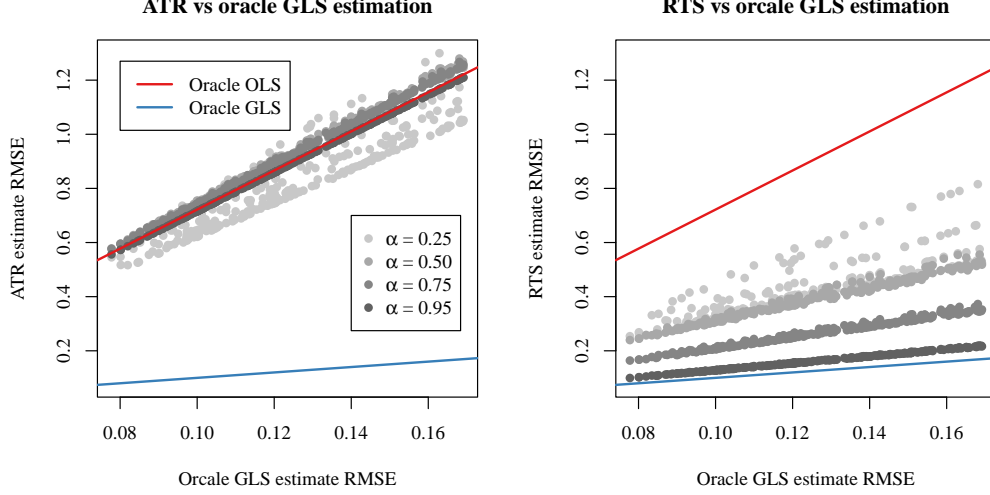 ATR vs oracle GLS estimation
1.2
1.0
0.8
0.6
0.4
0.2
ATR estimate RMSE
Oracle OLS
Oracle GLS
α = 0.25
α = 0.50
α = 0.75
α = 0.95
0.08 0.10 0.12 0.14 0.16
Orcale GLS estimate RMSE
RTS vs orcale GLS estimation
1.2
1.0
0.8
0.6
0.4
0.2
RTS estimate RMSE
0.08 0.10 0.12 0.14 0.16
Oracle GLS estimate RMSE